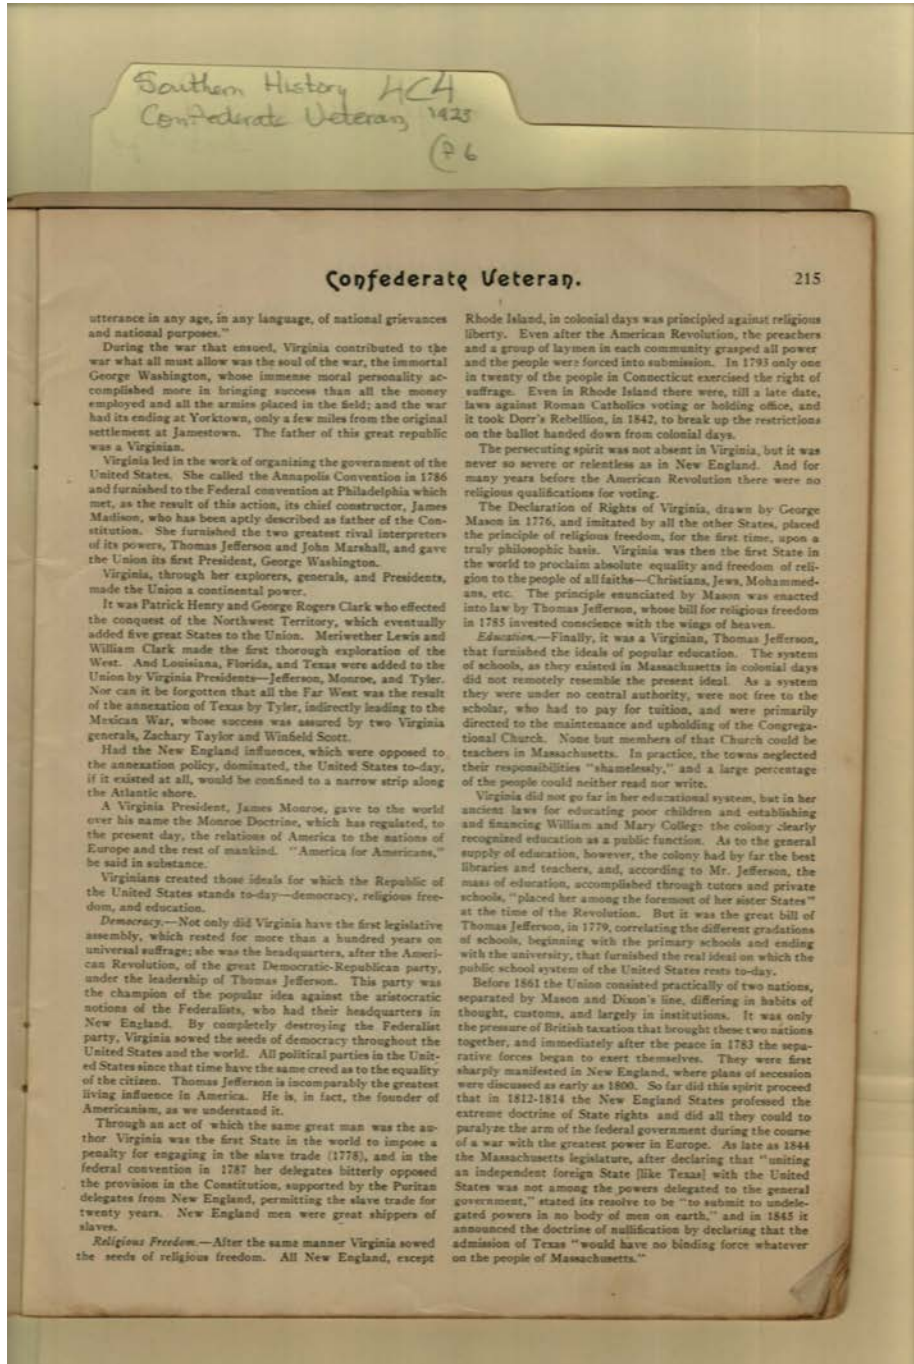 Southern History 4C4
Confederate Veteran, 1923
(76
Confederate Veteran.
215
utterance in any age, in any language, of national grievances
and national purposes."
During the war that ensued, Virginia contributed to the
war what all must allow was the soul of the war, the immortal
George Washington, whose immense moral personality ac-
complished more in bringing success than all the money
employed and all the armies placed in the field; and the war
had its ending at Yorktown, only a few miles from the original
settlement at Jamestown. The father of this great republic
was a Virginian.
Virginia led in the work of organizing the government of the
United States. She called the Annapolis Convention in 1786
and furnished to the Federal convention at Philadelphia which
met, as the result of this action, its chief constructor, James
Madison, who has been aptly described as father of the Con-
stitution. She furnished the two greatest rival interpreters
of its powers, Thomas Jefferson and John Marshall, and gave
the Union its first President, George Washington.
Virginia, through her explorers, generals, and Presidents,
made the Union a continental power.
It was Patrick Henry and George Rogers Clark who effected
the conquest of the Northwest Territory, which eventually
added five great States to the Union. Meriwether Lewis and
William Clark made the first thorough exploration of the
West. And Louisiana, Florida, and Texas were added to the
Union by Virginia Presidents—Jefferson, Monroe, and Tyler.
Nor can it be forgotten that all the Far West was the result
of the annexation of Texas by Tyler, indirectly leading to the
Mexican War, whose success was assured by two Virginia
generals, Zachary Taylor and Winfield Scott.
Had the New England influences, which were opposed to
the annexation policy, dominated, the United States to-day,
if it existed at all, would be confined to a narrow strip along
the Atlantic shore.
A Virginia President, James Monroe, gave to the world
over his name the Monroe Doctrine, which has regulated, to
the present day, the relations of America to the nations of
Europe and the rest of mankind. "America for Americans,"
he said in substance.
Virginians created those ideals for which the Republic of
the United States stands to-day—democracy, religious free-
dom, and education.
Democracy.—Not only did Virginia have the first legislative
assembly, which rested for more than a hundred years on
universal suffrage; she was the headquarters, after the Ameri-
can Revolution, of the great Democratic-Republican party,
under the leadership of Thomas Jefferson. This party was
the champion of the popular idea against the aristocratic
notions of the Federalists, who had their headquarters in
New England. By completely destroying the Federalist
party, Virginia sowed the seeds of democracy throughout the
United States and the world. All political parties in the Unit-
ed States since that time have the same creed as to the equality
of the citizen. Thomas Jefferson is incomparably the greatest
living influence in America. He is, in fact, the founder of
Americanism, as we understand it.
Through an act of which the same great man was the au-
thor Virginia was the first State in the world to impose a
penalty for engaging in the slave trade (1778), and in the
federal convention in 1787 her delegates bitterly opposed
the provision in the Constitution, supported by the Puritan
delegates from New England, permitting the slave trade for
twenty years. New England men were great shippers of
slaves.
Religious Freedom.—After the same manner Virginia sowed
the seeds of religious freedom. All New England, except
Rhode Island, in colonial days was principled against religious
liberty. Even after the American Revolution, the preachers
and a group of laymen in each community grasped all power
and the people were forced into submission. In 1793 only one
in twenty of the people in Connecticut exercised the right of
suffrage. Even in Rhode Island there were, till a late date,
laws against Roman Catholics voting or holding office, and
it took Dorr's Rebellion, in 1842, to break up the restrictions
on the ballot handed down from colonial days.
The persecuting spirit was not absent in Virginia, but it was
never so severe or relentless as in New England. And for
many years before the American Revolution there were no
religious qualifications for voting.
The Declaration of Rights of Virginia, drawn by George
Mason in 1776, and imitated by all the other States, placed
the principle of religious freedom, for the first time, upon a
truly philosophic basis. Virginia was then the first State in
the world to proclaim absolute equality and freedom of reli-
gion to the people of all faiths—Christians, Jews, Mohammed-
ans, etc. The principle enunciated by Mason was enacted
into law by Thomas Jefferson, whose bill for religious freedom
in 1785 invested conscience with the wings of heaven.
Education.—Finally, it was a Virginian, Thomas Jefferson,
that furnished the ideals of popular education. The system
of schools, as they existed in Massachusetts in colonial days
did not remotely resemble the present ideal. As a system
they were under no central authority, were not free to the
scholar, who had to pay for tuition, and were primarily
directed to the maintenance and upholding of the Congrega-
tional Church. None but members of that Church could be
teachers in Massachusetts. In practice, the towns neglected
their responsibilities "shamelessly," and a large percentage
of the people could neither read nor write.
Virginia did not go far in her educational system, but in her
ancient laws for educating poor children and establishing
and financing William and Mary College the colony clearly
recognized education as a public function. As to the general
supply of education, however, the colony had by far the best
libraries and teachers, and, according to Mr. Jefferson, the
mass of education, accomplished through tutors and private
schools, "placed her among the foremost of her sister States"
at the time of the Revolution. But it was the great bill of
Thomas Jefferson, in 1779, correlating the different gradations
of schools, beginning with the primary schools and ending
with the university, that furnished the real ideal on which the
public school system of the United States rests to-day.
Before 1861 the Union consisted practically of two nations,
separated by Mason and Dixon's line, differing in habits of
thought, customs, and largely in institutions. It was only
the pressure of British taxation that brought these two nations
together, and immediately after the peace in 1783 the sepa-
rative forces began to exert themselves. They were first
sharply manifested in New England, where plans of secession
were discussed as early as 1800. So far did this spirit proceed
that in 1812-1814 the New England States professed the
extreme doctrine of State rights and did all they could to
paralyze the arm of the federal government during the course
of a war with the greatest power in Europe. As late as 1844
the Massachusetts legislature, after declaring that "uniting
an independent foreign State [like Texas] with the United
States was not among the powers delegated to the general
government," stated its resolve to be "to submit to undele-
gated powers in no body of men on earth," and in 1845 it
announced the doctrine of nullification by declaring that the
admission of Texas "would have no binding force whatever
on the people of Massachusetts."